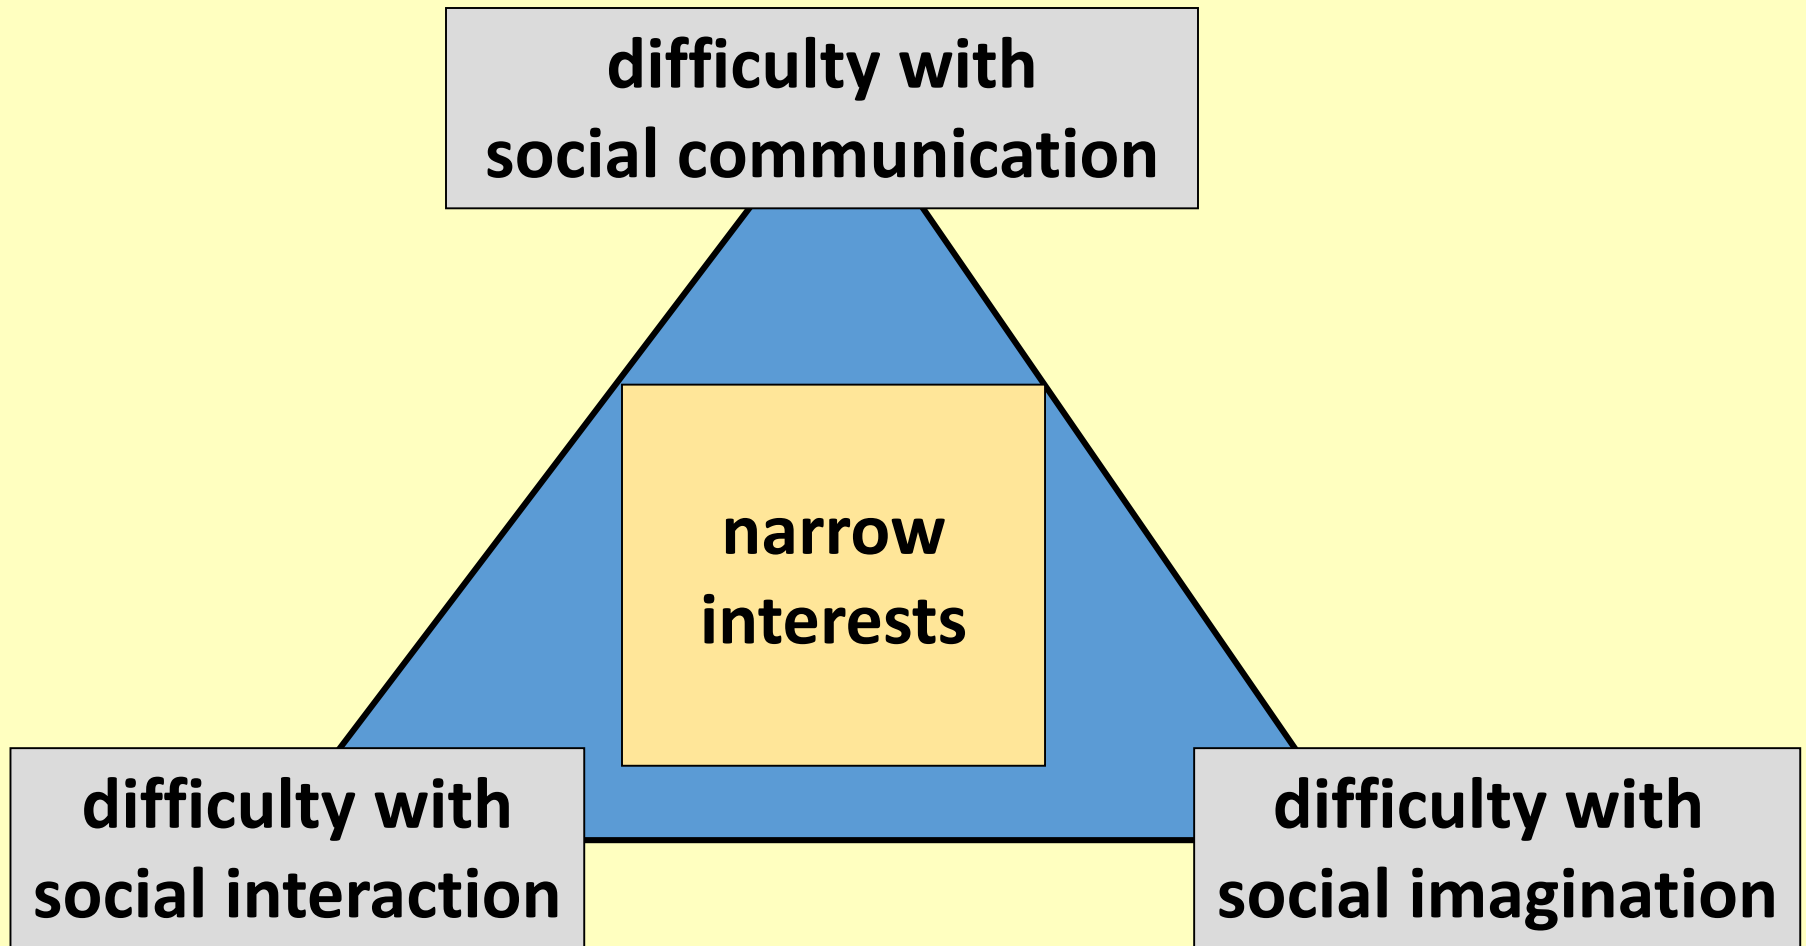 difficulty with
social communication
narrow
interests
difficulty with
social interaction
difficulty with
social imagination